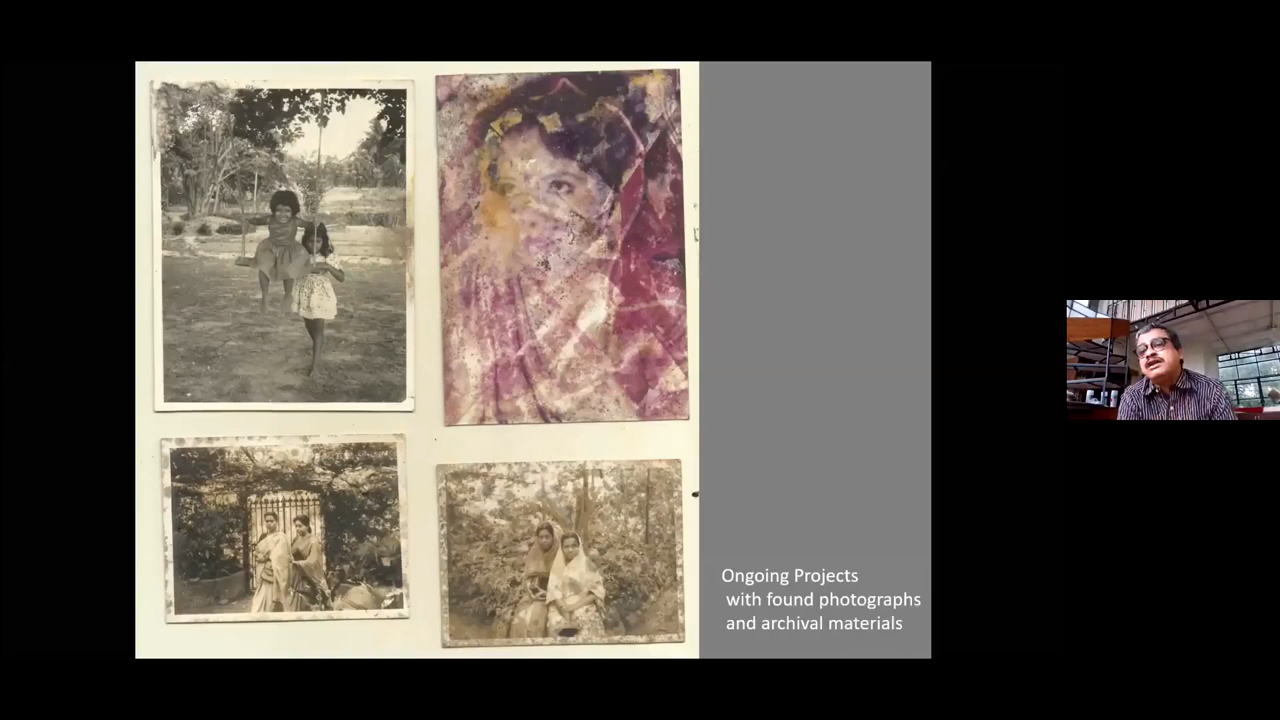 Ongoing Projects
with found photographs
and archival materials